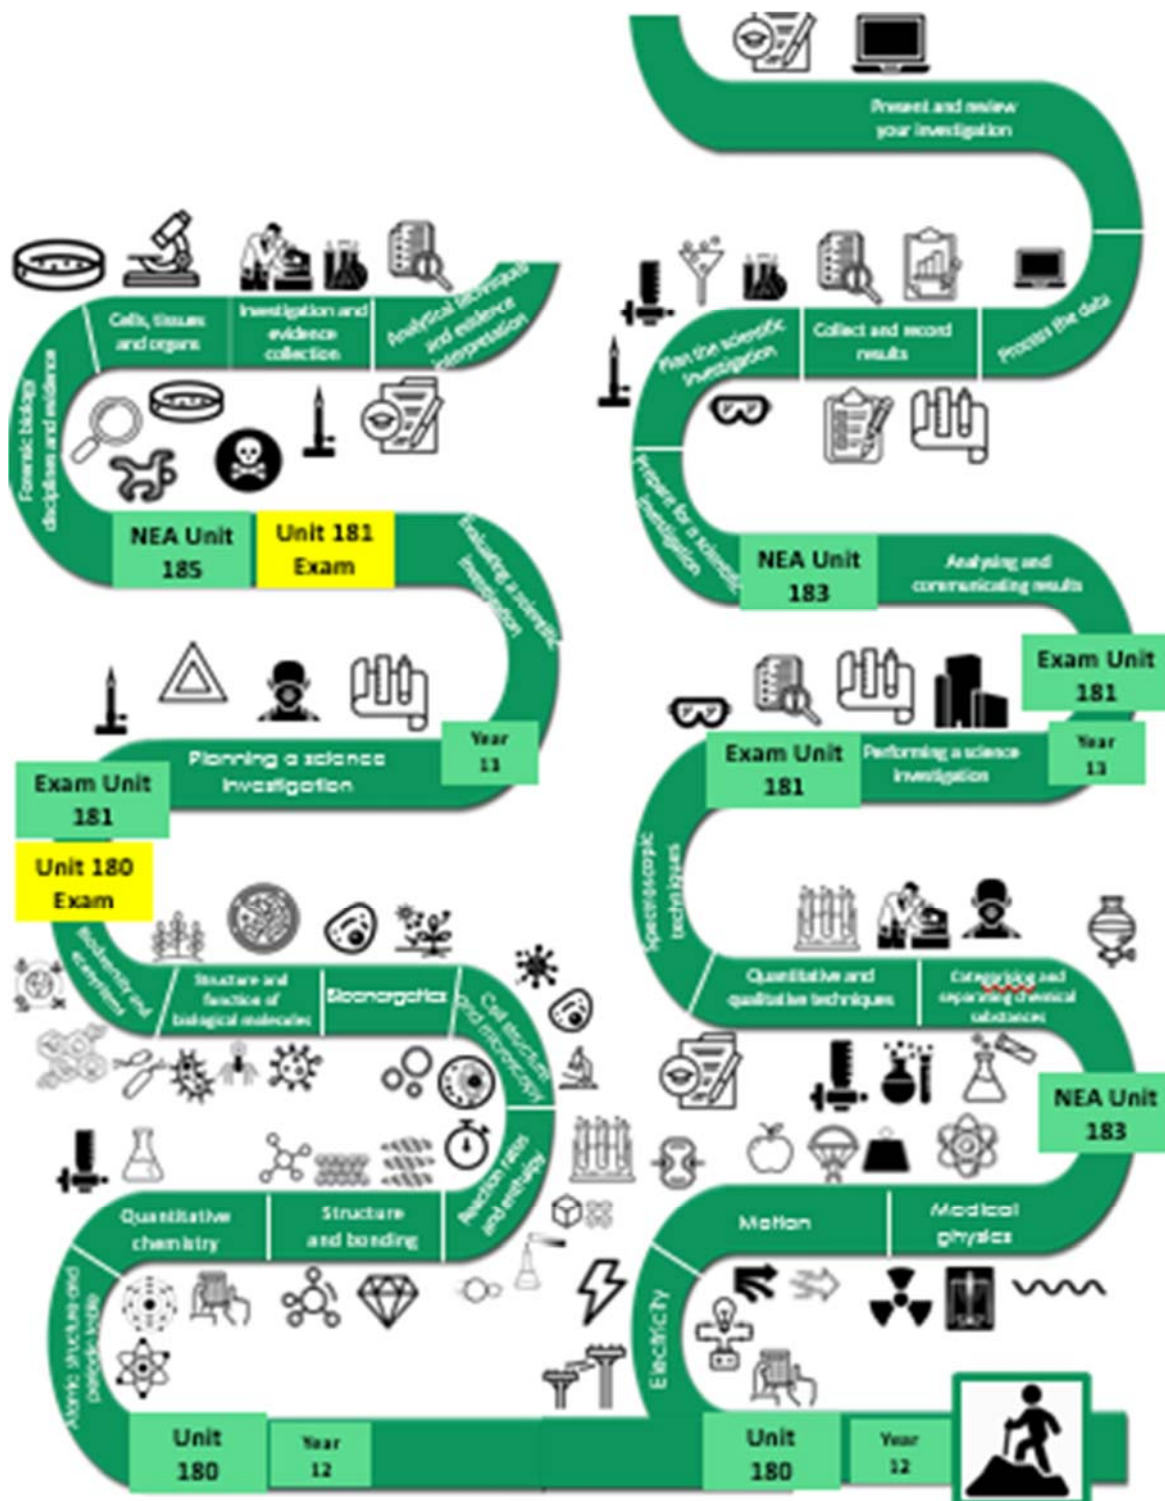 Present and review
your investigation
Cells, tissues
and organs
Investigation and
evidence
collection
Analytical techniques
and evidence
interpretation
Forensic biology
disciplines and evidence
NEA Unit
185
Unit 181
Exam
Evaluating a scientific
investigation
Planning a science
investigation
Year
13
Exam Unit
181
Unit 180
Exam
Biodiversity and
ecosystems
Structure and
function of
biological molecules
Bioenergetics
Cell structure
and microscopy
Reaction rates
and enthalpy
Structure
and bonding
Quantitative
chemistry
Atomic structure and
periodic table
Unit
180
Year
12
Plan the scientific
investigation
Collect and record
results
Process the data
Prepare for a scientific
investigation
NEA Unit
183
Analysing and
communicating results
Exam Unit
181
Exam Unit
181
Performing a science
investigation
Year
13
Spectroscopic
techniques
Quantitative and
qualitative techniques
Categorising and
separating chemical
substances
NEA Unit
183
Motion
Medical
physics
Electricity
Unit
180
Year
12